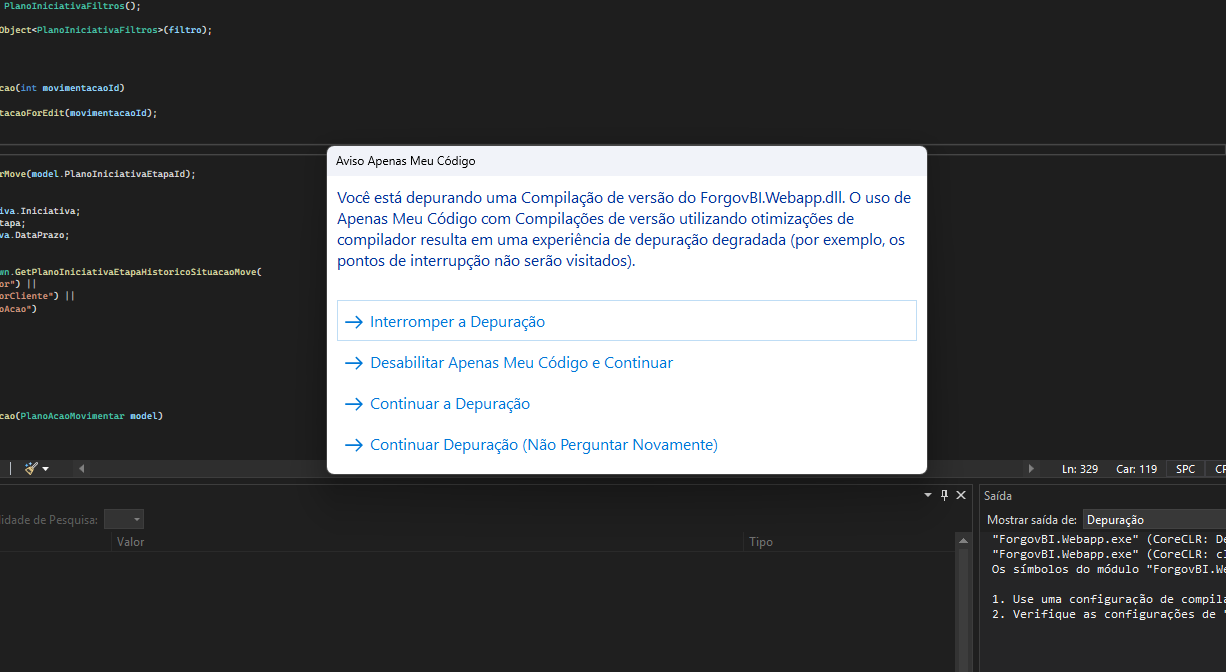 PlanoIniciativaFiltros();
Object<PlanoIniciativaFiltros>(filtro);
cao(int movimentacaoId)
tacaoForEdit(movimentacaoId);
rMove(model.PlanoIniciativaEtapaId);
iva.Iniciativa;
tapa;
va.DataPrazo;
wn.GetPlanoIniciativaEtapaHistoricoSituacaoMove(
or") ||
orCliente") ||
oAcao")
cao(PlanoAcaoMovimentar model)
Aviso Apenas Meu Código
Você está depurando uma Compilação de versão do ForgovBI.Webapp.dll. O uso de
Apenas Meu Código com Compilações de versão utilizando otimizações de
compilador resulta em uma experiência de depuração degradada (por exemplo, os
pontos de interrupção não serão visitados).
Interromper a Depuração
Desabilitar Apenas Meu Código e Continuar
Continuar a Depuração
Continuar Depuração (Não Perguntar Novamente)
Ln: 329 Car: 119 SPC CR
lidade de Pesquisa:
Valor Tipo
Saída
Mostrar saída de: Depuração
"ForgovBI.Webapp.exe" (CoreCLR: De
"ForgovBI.Webapp.exe" (CoreCLR: cl
Os símbolos do módulo "ForgovBI.We
1. Use uma configuração de compila
2. Verifique as configurações de "